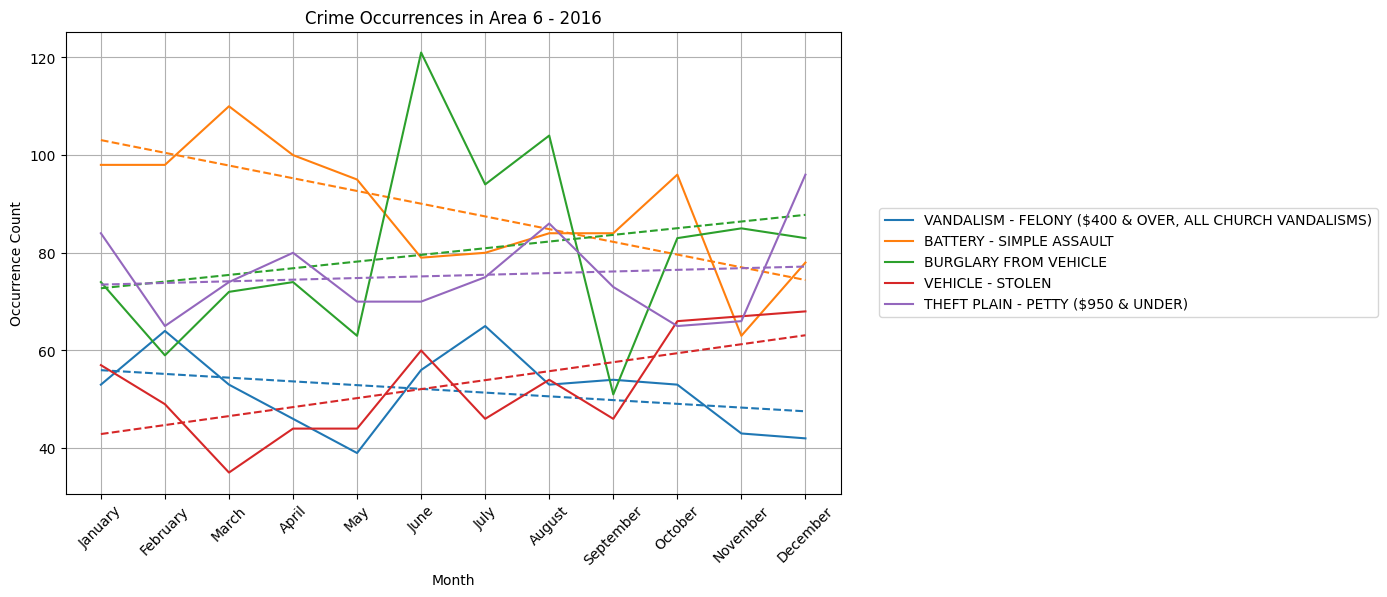 Crime Occurrences in Area 6 - 2016
Occurrence Count
120
100
80
60
40
January
February
March
April
May
June
July
August
September
October
November
December
Month
VANDALISM - FELONY ($400 & OVER, ALL CHURCH VANDALISMS)
BATTERY - SIMPLE ASSAULT
BURGLARY FROM VEHICLE
VEHICLE - STOLEN
THEFT PLAIN - PETTY ($950 & UNDER)